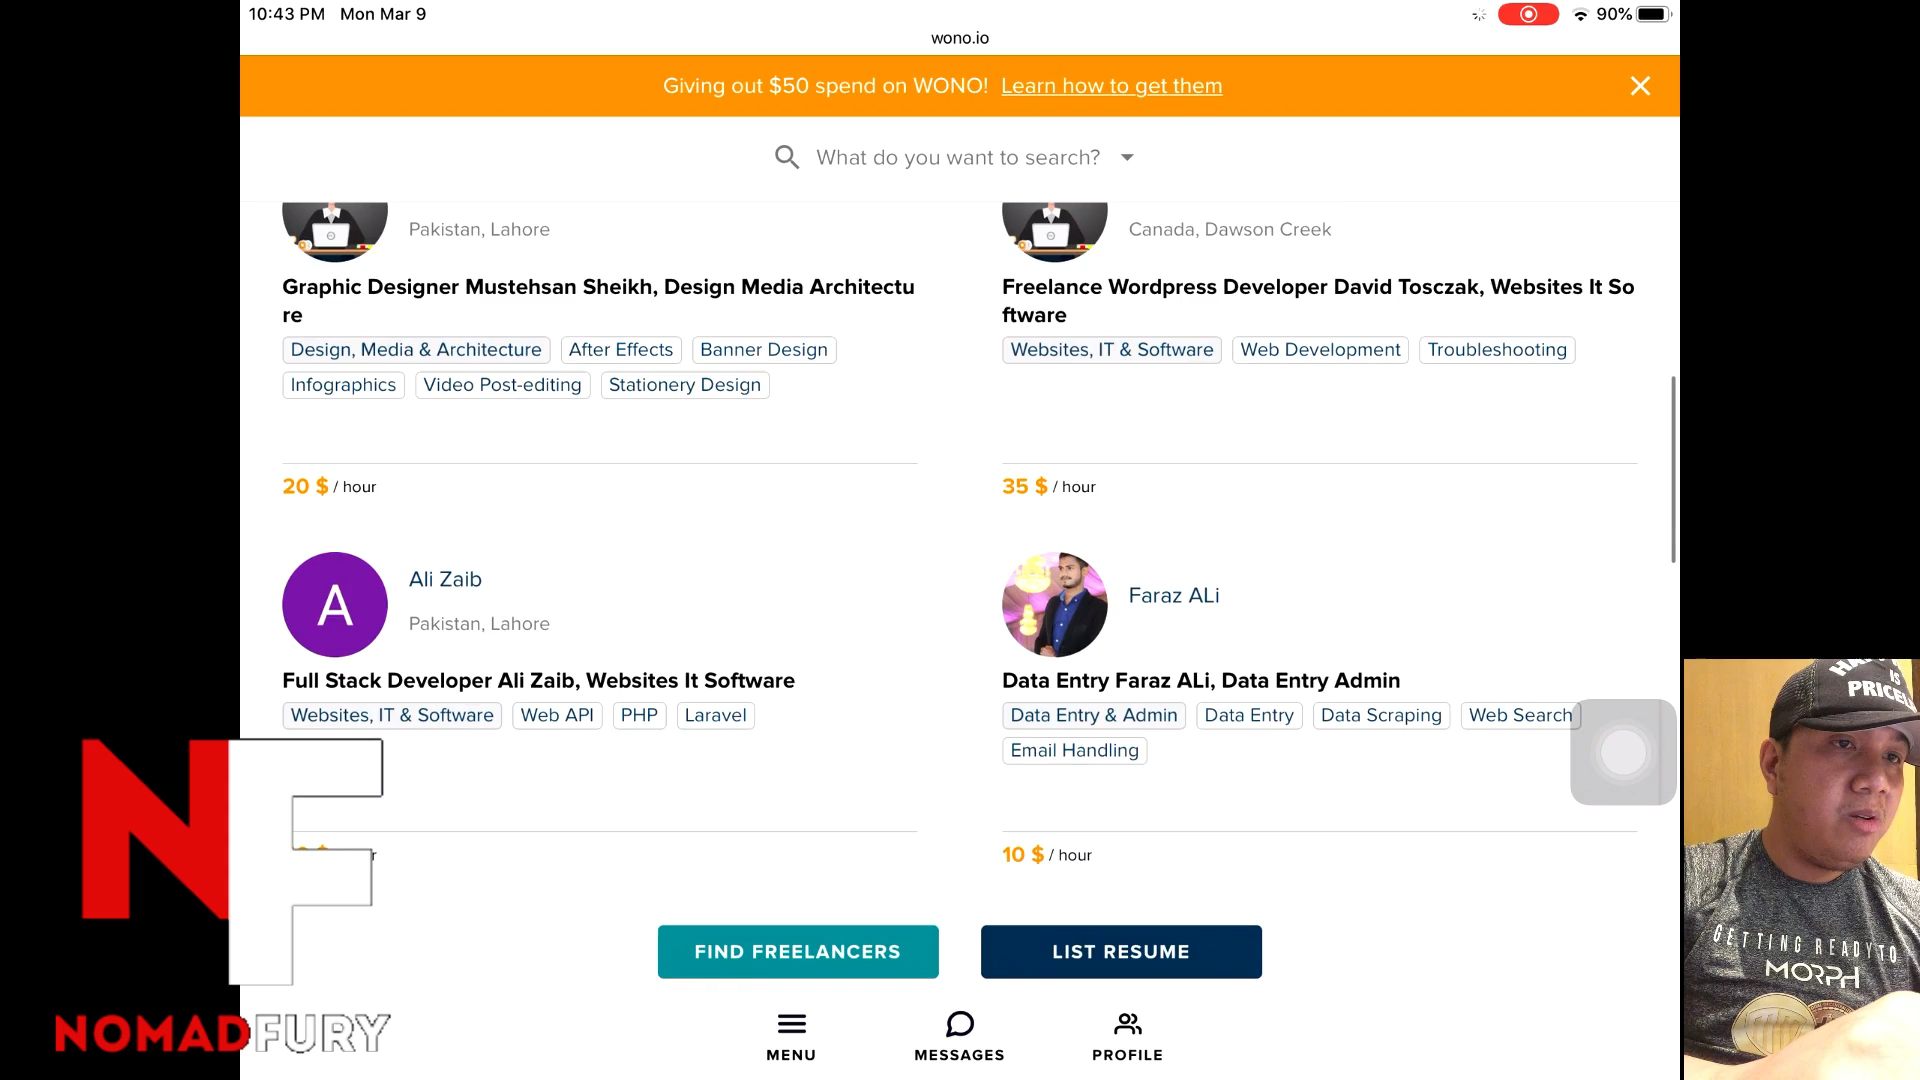 10:43 PM Mon Mar 9
90%
wono.io
Giving out $50 spend on WONO! Learn how to get them
What do you want to search?
Pakistan, Lahore
Canada, Dawson Creek
Graphic Designer Mustehsan Sheikh, Design Media Architectu
re
Freelance Wordpress Developer David Tosczak, Websites It So
ftware
Design, Media & Architecture After Effects Banner Design
Infographics Video Post-editing Stationery Design
Websites, IT & Software Web Development Troubleshooting
20 $ / hour
35 $ / hour
A
Ali Zaib
Pakistan, Lahore
Faraz ALi
Full Stack Developer Ali Zaib, Websites It Software
Websites, IT & Software Web API PHP Laravel
Data Entry Faraz ALi, Data Entry Admin
Data Entry & Admin Data Entry Data Scraping Web Search
Email Handling
10 $ / hour
FIND FREELANCERS
LIST RESUME
MENU
MESSAGES
PROFILE
NF
NOMADFURY
IS
GETTING READY TO
MORPH